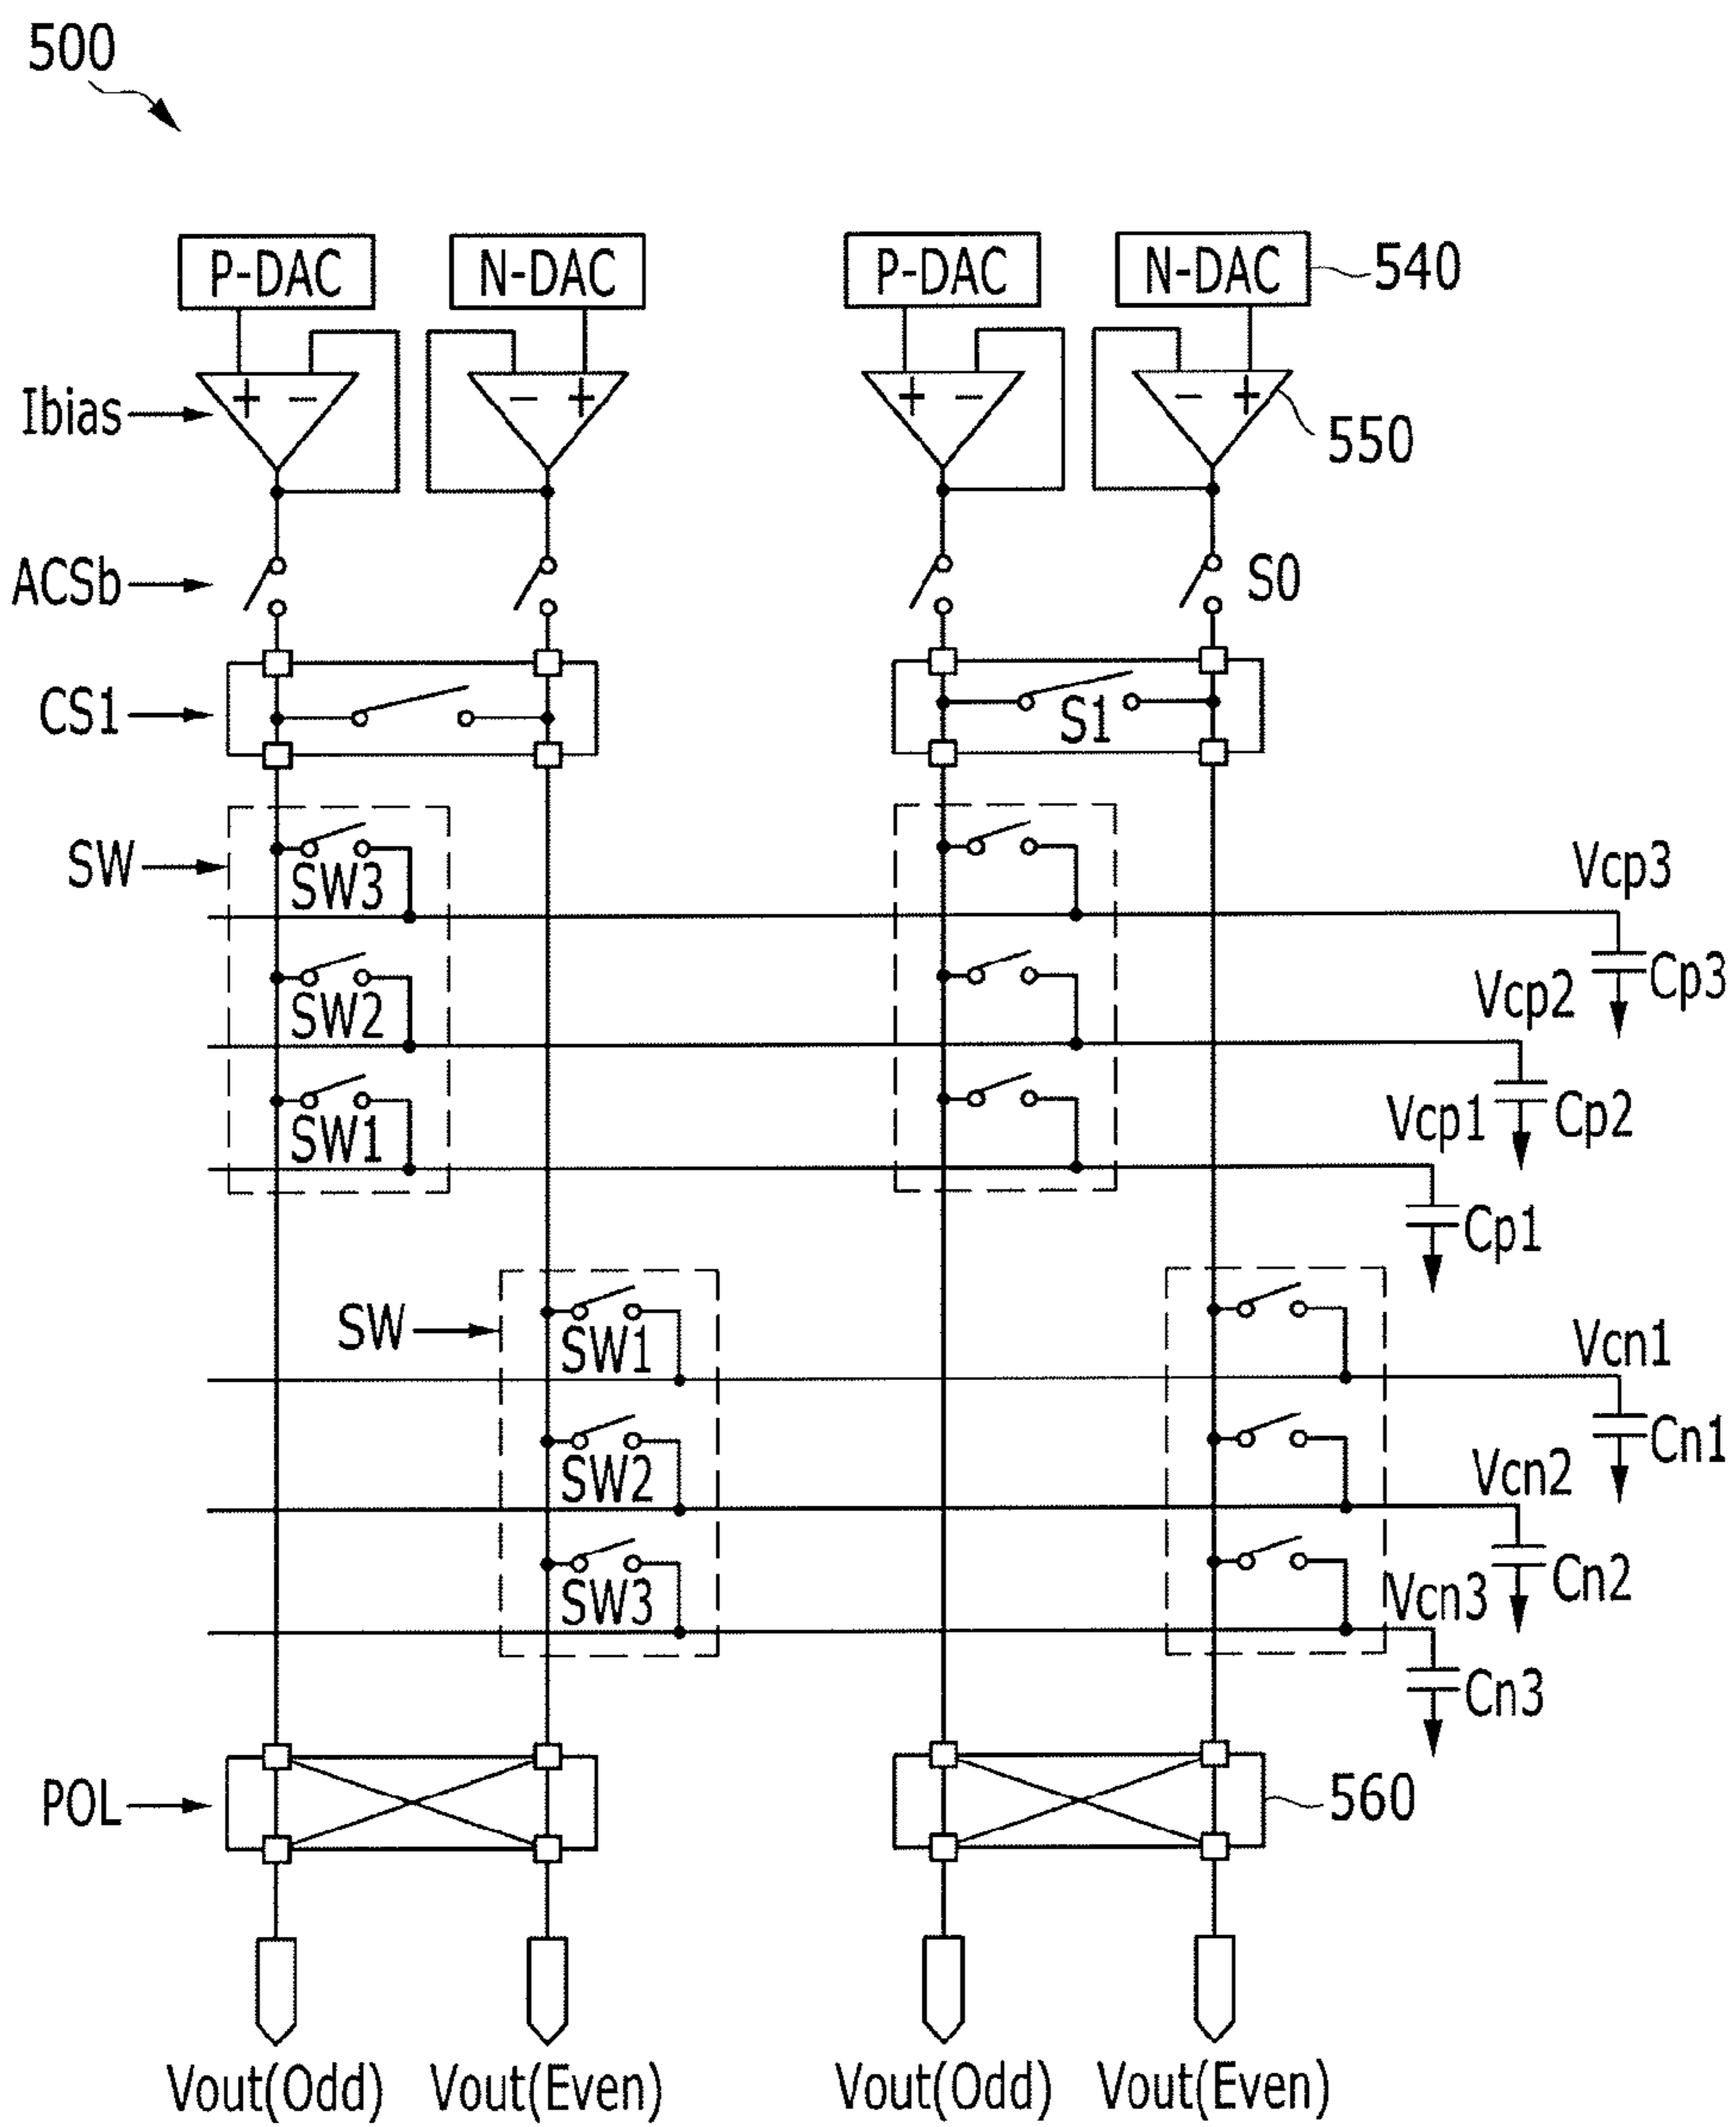 500
P-DAC N-DAC P-DAC N-DAC 540
Ibias + − − + + − − + 550
ACSb S0
CS1 S1
SW SW3 Vcp3
SW2 Vcp2 Cp3
SW1 Vcp1 Cp2
Cp1
SW SW1 Vcn1
SW2 Vcn2 Cn1
SW3 Vcn3 Cn2
Cn3
POL 560
Vout(Odd) Vout(Even) Vout(Odd) Vout(Even)